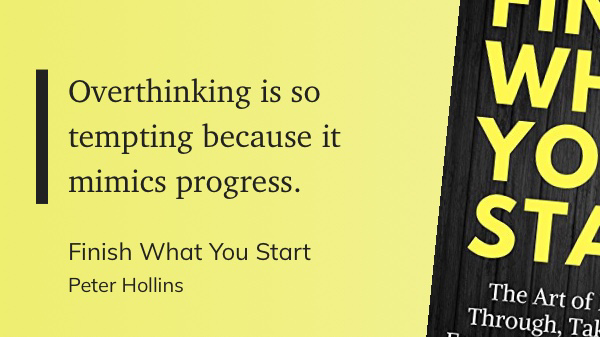 Overthinking is so
tempting because it
mimics progress.
Finish What You Start
Peter Hollins
FIN
WH
YO
STA
The Art of
Through, Tak